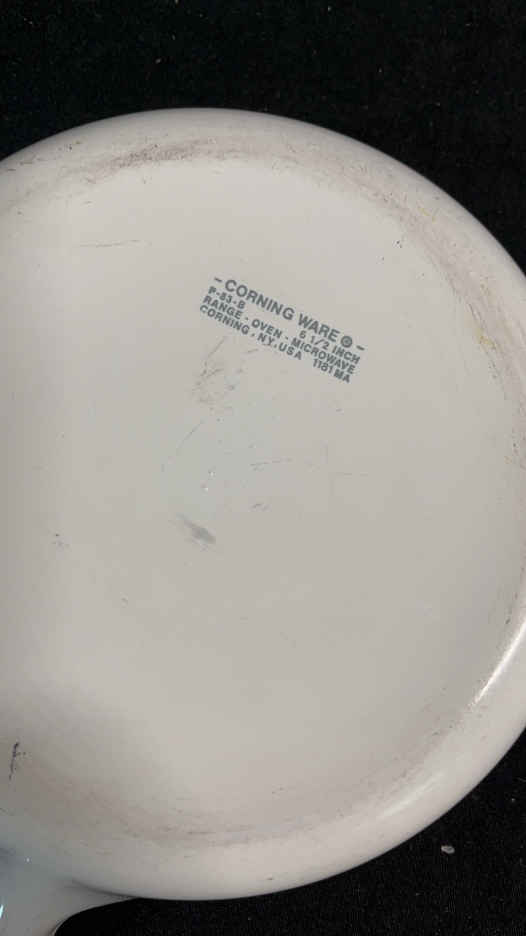 - CORNING WARE ® -
P-83-B 6 1/2 INCH
RANGE - OVEN - MICROWAVE
CORNING, NY. USA 1181 MA